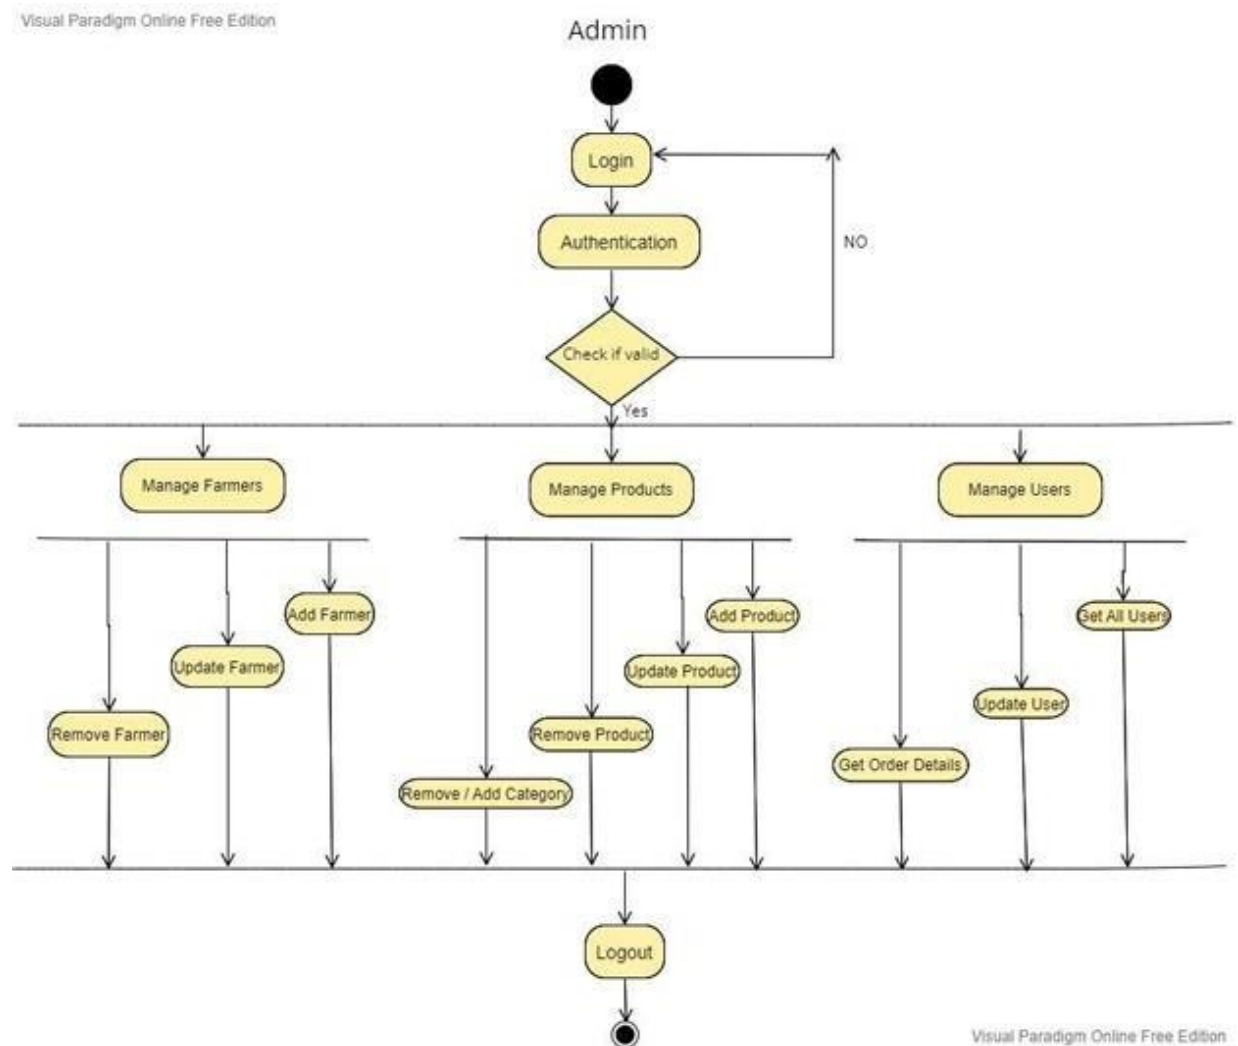 Visual Paradigm Online Free Edition
Admin
Login
Authentication
NO
Check if valid
Yes
Manage Farmers
Manage Products
Manage Users
Add Farmer
Add Product
Get All Users
Update Farmer
Update Product
Update User
Remove Farmer
Remove Product
Get Order Details
Remove / Add Category
Logout
Visual Paradigm Online Free Edition